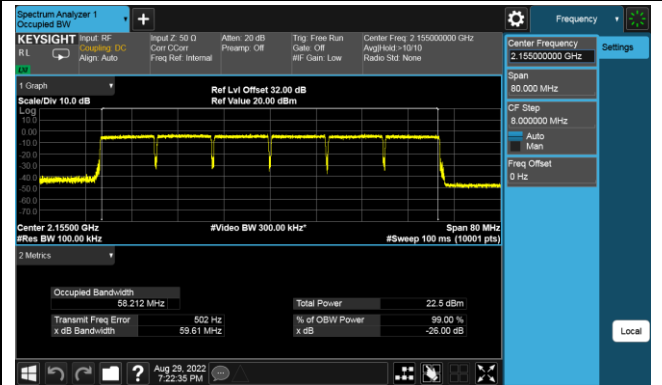 Spectrum Analyzer 1
Occupied BW
+
Frequency
KEYSIGHT
RL
Input: RF
Coupling: DC
Align: Auto
Input Z: 50 Ω
Corr CCorr
Freq Ref: Internal
Atten: 20 dB
Preamp: Off
Trig: Free Run
Gate: Off
#IF Gain: Low
Center Freq: 2.155000000 GHz
Avg|Hold:>10/10
Radio Std: None
Center Frequency
2.155000000 GHz
Settings
Span
80.000 MHz
CF Step
8.000000 MHz
Auto
Man
Freq Offset
0 Hz
1 Graph
Scale/Div 10.0 dB
Ref Lvl Offset 32.00 dB
Ref Value 20.00 dBm
Log
10.0
0.00
-10.0
-20.0
-30.0
-40.0
-50.0
-60.0
-70.0
Center 2.15500 GHz
#Res BW 100.00 kHz
#Video BW 300.00 kHz*
Span 80 MHz
#Sweep 100 ms (10001 pts)
2 Metrics
Occupied Bandwidth
58.212 MHz
Total Power 22.5 dBm
Transmit Freq Error 502 Hz
% of OBW Power 99.00 %
x dB Bandwidth 59.61 MHz
x dB -26.00 dB
Local
?
Aug 29, 2022
7:22:35 PM